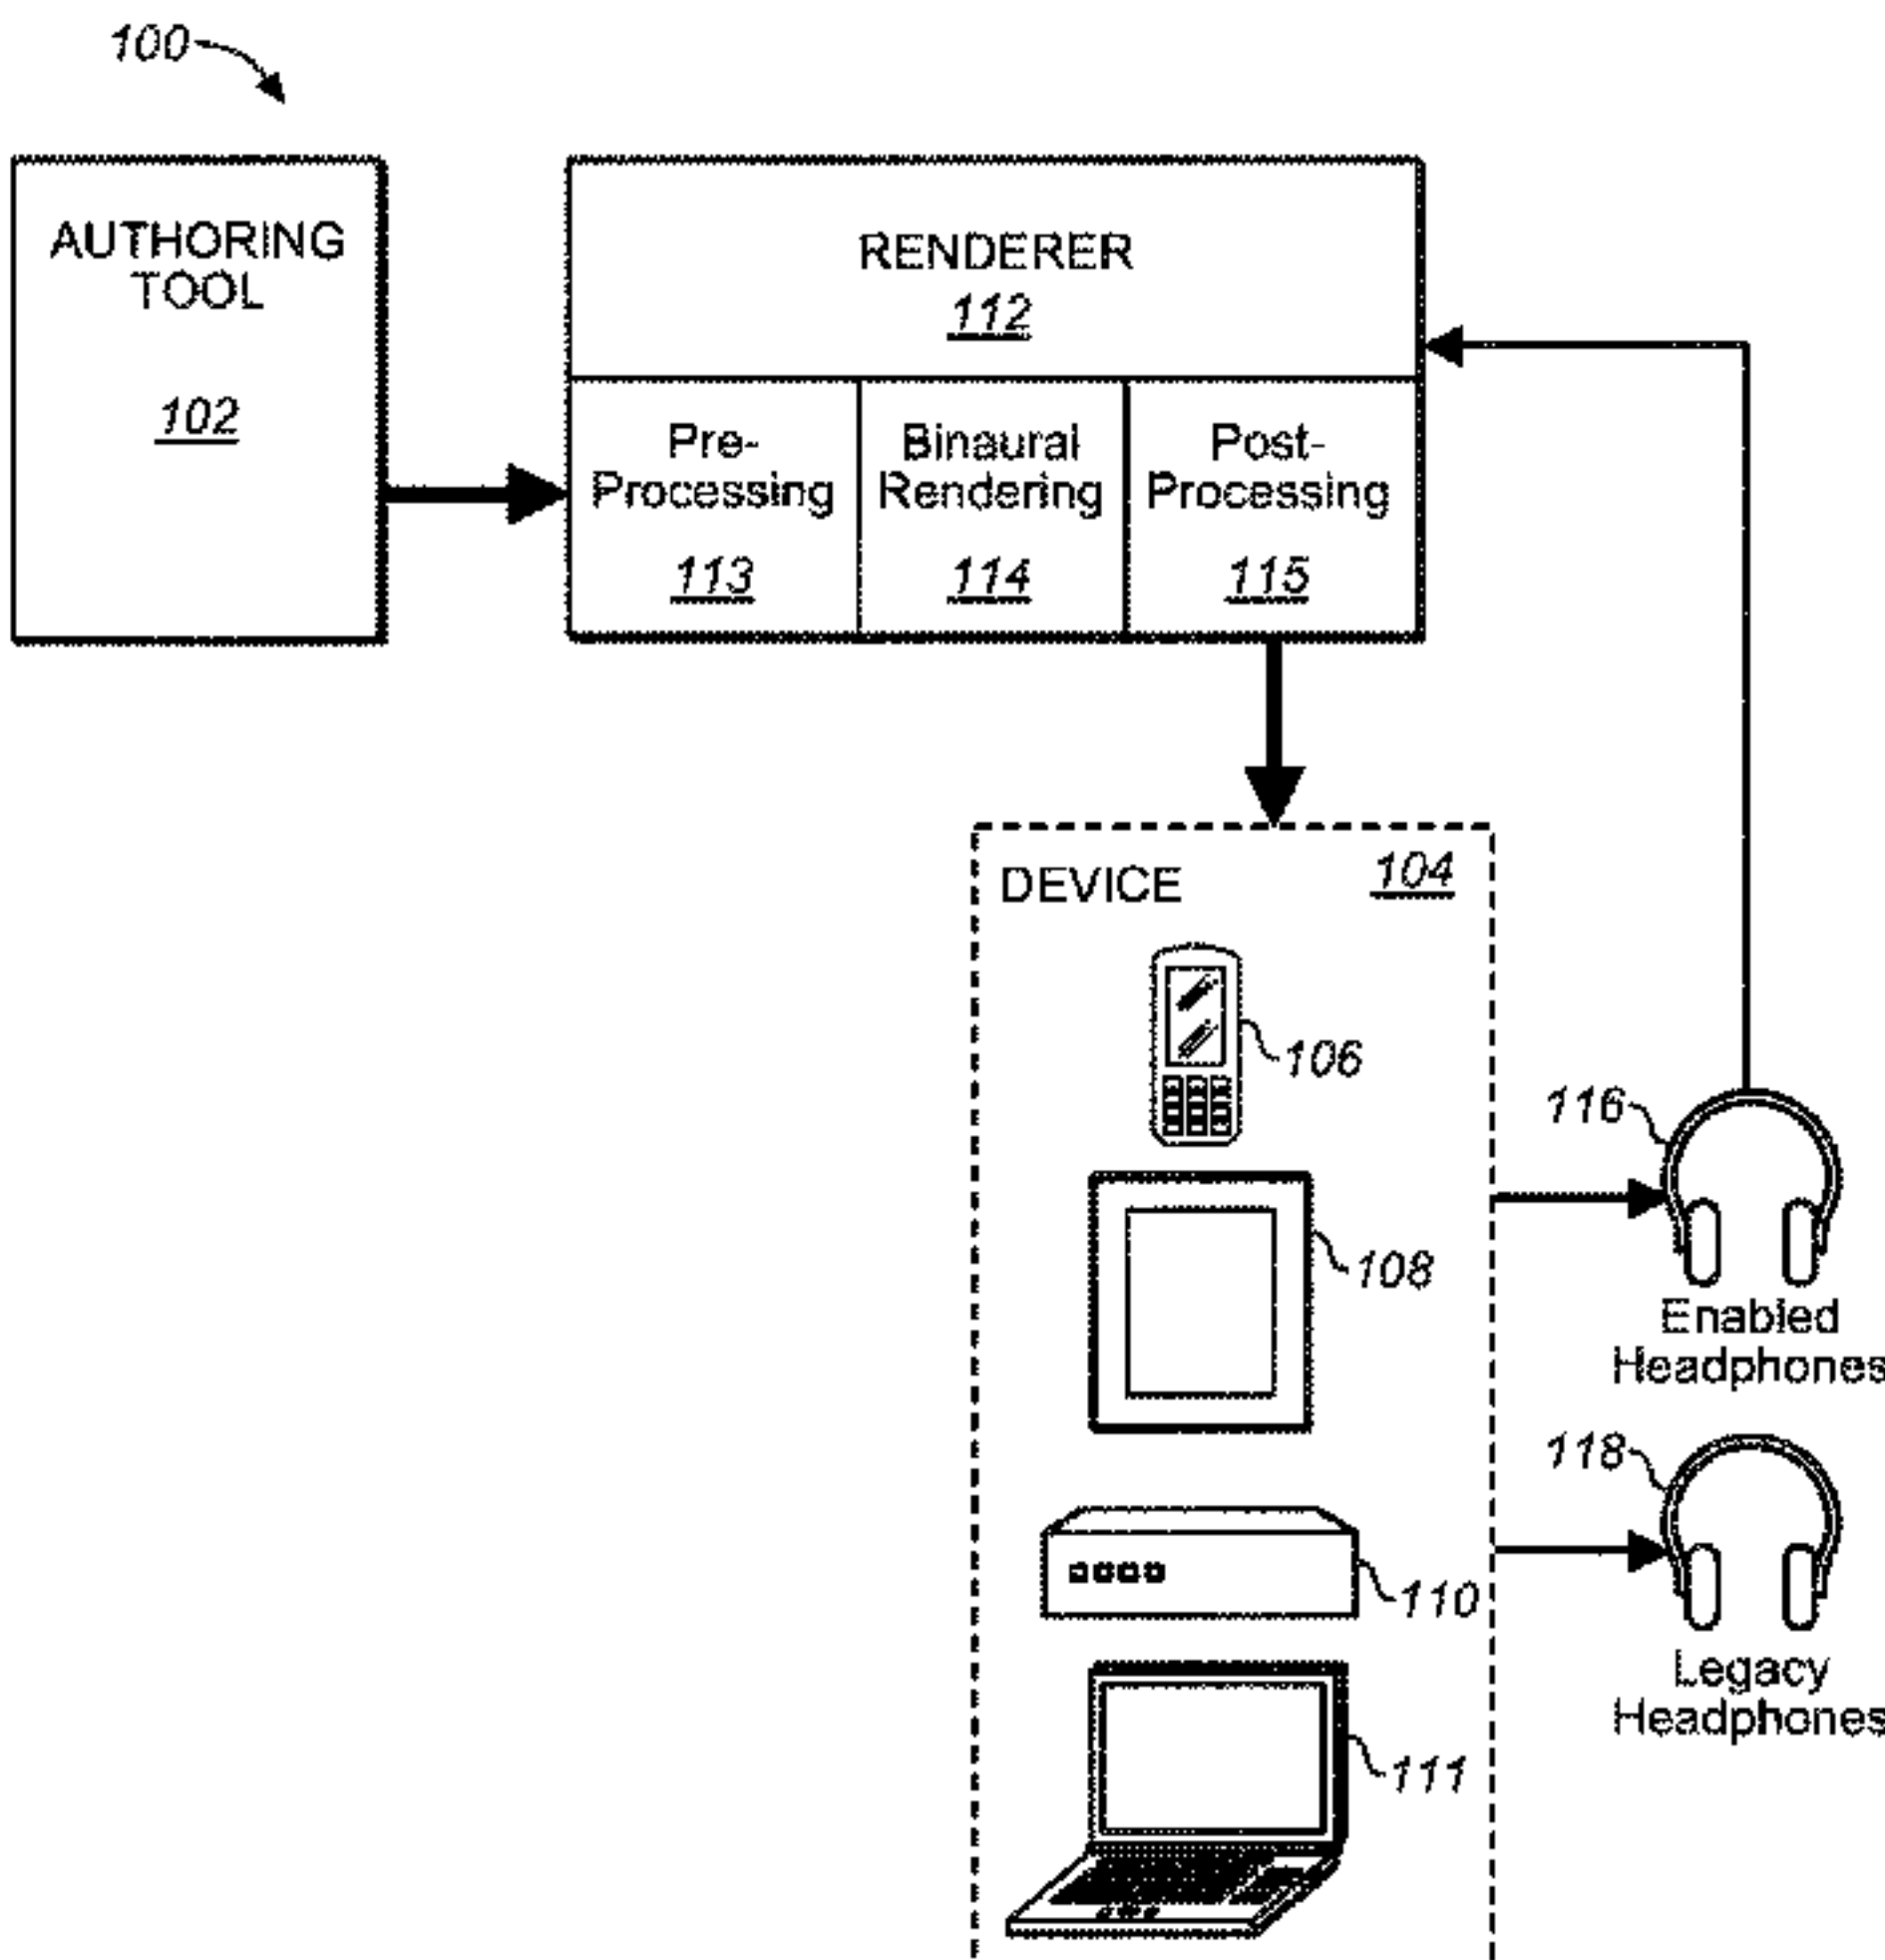 100
AUTHORING
TOOL
102
RENDERER
112
Pre-
Processing
113
Binaural
Rendering
114
Post-
Processing
115
DEVICE
104
106
108
110
111
116
Enabled
Headphones
118
Legacy
Headphones